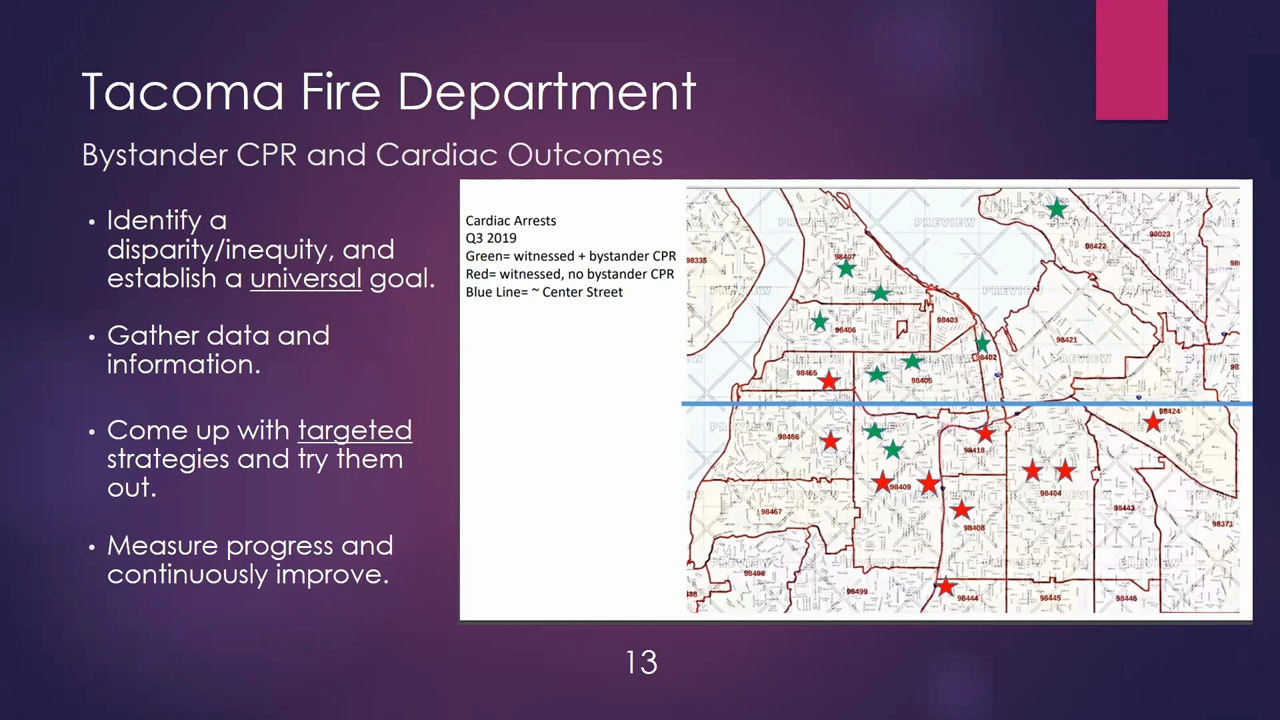 Tacoma Fire Department
Bystander CPR and Cardiac Outcomes
• Identify a
disparity/inequity, and
establish a universal goal.
• Gather data and
information.
• Come up with targeted
strategies and try them
out.
• Measure progress and
continuously improve.
Cardiac Arrests
Q3 2019
Green= witnessed + bystander CPR
Red= witnessed, no bystander CPR
Blue Line= ~ Center Street
PREVIEW
PREVIEW
98023
98422
98407
98335
PREVIEW
98403
98406
98421
98402
98465
98405
98424
98466
98418
98409
98404
98467
98408
98443
98371
98498
98499
98444
98445
98446
13